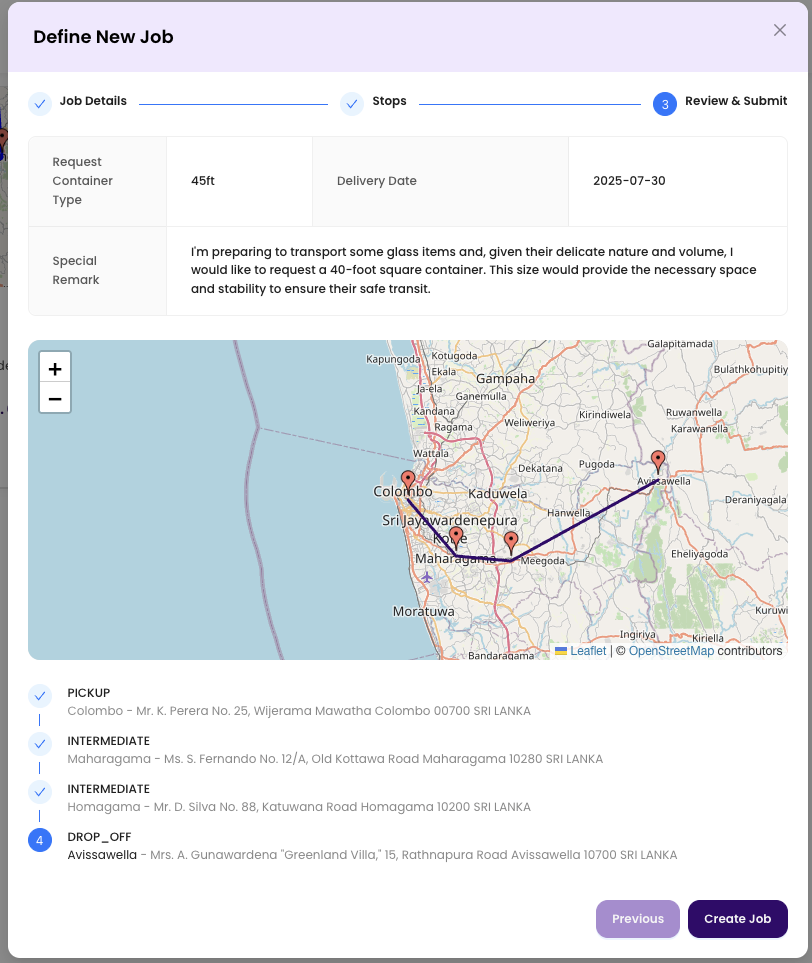 Define New Job
Job Details
Stops
3
Review & Submit
Request
Container
Type
45ft
Delivery Date
2025-07-30
Special
Remark
I'm preparing to transport some glass items and, given their delicate nature and volume, I
would like to request a 40-foot square container. This size would provide the necessary space
and stability to ensure their safe transit.
+
−
Galapitamada
Kapungoda
Kotugoda
Ekala
Gampaha
Bulathkohupitiy
Ja-ela
Ganemulla
Kandana
Kirindiwela
Ruwanwella
Ragama
Weliweriya
Karawanella
Wattala
Dekatana
Pugoda
Avissawella
Colombo
Kaduwela
Deraniyagala
Hanwella
Sri Jayawardenepura
Kotte
Maharagama
Meegoda
Eheliyagoda
Moratuwa
Kuruwi
Ingiriya
Kiriella
Bandaragama
Leaflet | © OpenStreetMap contributors
PICKUP
Colombo - Mr. K. Perera No. 25, Wijerama Mawatha Colombo 00700 SRI LANKA
INTERMEDIATE
Maharagama - Ms. S. Fernando No. 12/A, Old Kottawa Road Maharagama 10280 SRI LANKA
INTERMEDIATE
Homagama - Mr. D. Silva No. 88, Katuwana Road Homagama 10200 SRI LANKA
4
DROP_OFF
Avissawella - Mrs. A. Gunawardena "Greenland Villa," 15, Rathnapura Road Avissawella 10700 SRI LANKA
Previous
Create Job